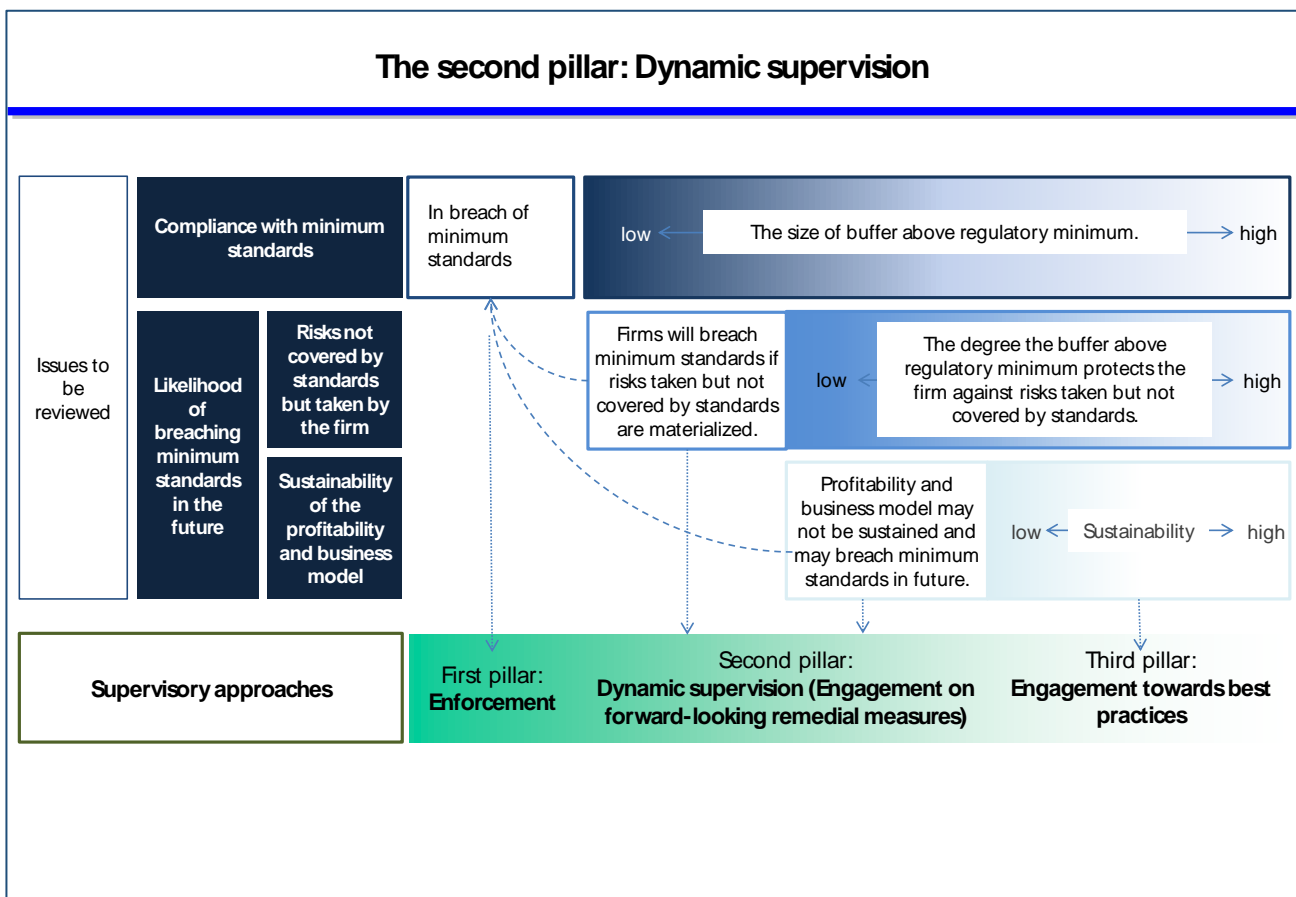 The second pillar: Dynamic supervision
Issues to
be
reviewed
Compliance with minimum
standards
In breach of
minimum
standards
low
The size of buffer above regulatory minimum.
high
Likelihood
of
breaching
minimum
standards
in the
future
Risks not
covered by
standards
but taken by
the firm
Firms will breach
minimum standards if
risks taken but not
covered by standards
are materialized.
low
The degree the buffer above
regulatory minimum protects the
firm against risks taken but not
covered by standards.
high
Sustainability
of the
profitability
and business
model
Profitability and
business model may
not be sustained and
may breach minimum
standards in future.
low
Sustainability
high
Supervisory approaches
First pillar:
Enforcement
Second pillar:
Dynamic supervision (Engagement on
forward-looking remedial measures)
Third pillar:
Engagement towards best
practices